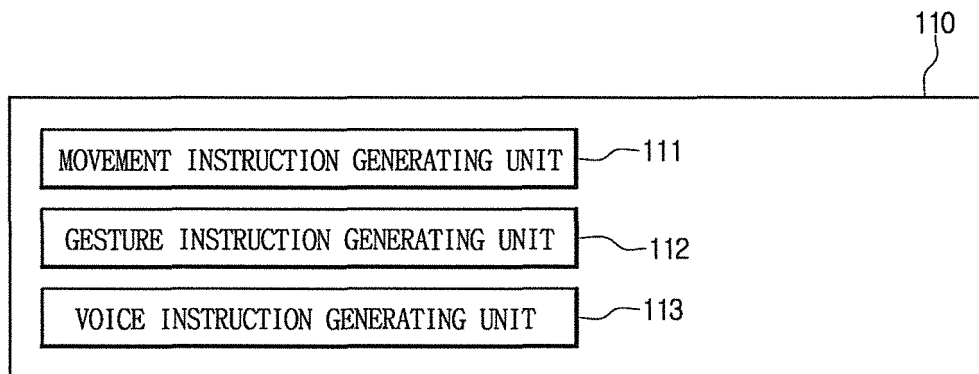 110
MOVEMENT INSTRUCTION GENERATING UNIT 111
GESTURE INSTRUCTION GENERATING UNIT 112
VOICE INSTRUCTION GENERATING UNIT 113